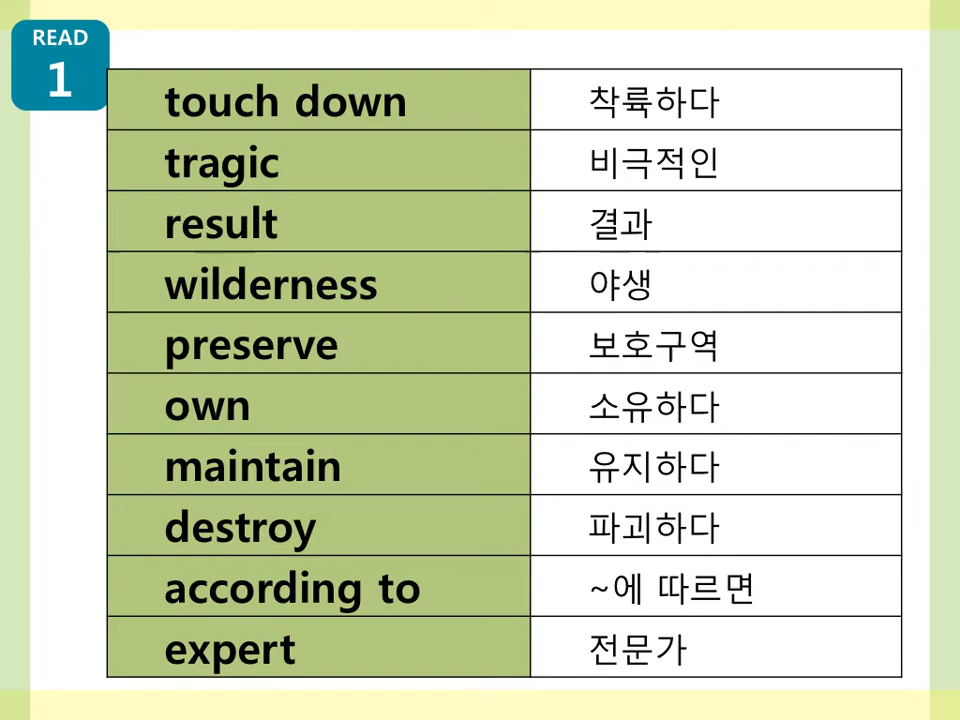 READ
1
touch down 착륙하다
tragic 비극적인
result 결과
wilderness 야생
preserve 보호구역
own 소유하다
maintain 유지하다
destroy 파괴하다
according to ~에 따르면
expert 전문가